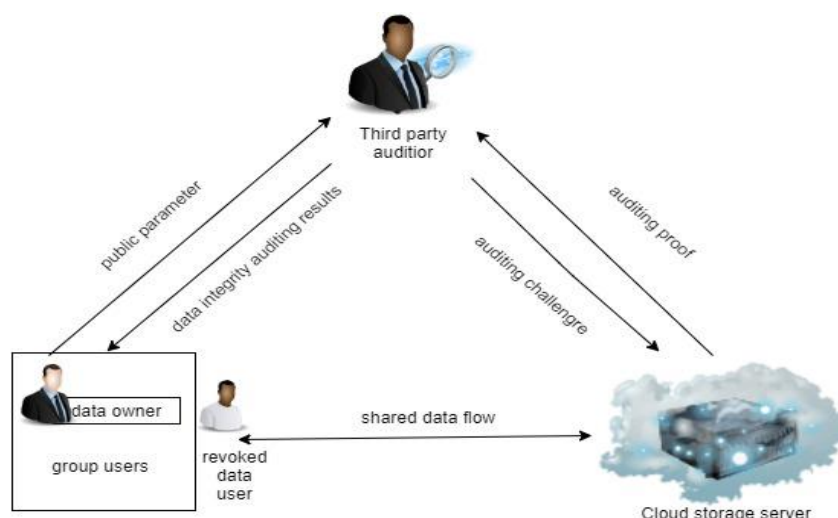 Third party
auditior
public parameter
data integrity auditing results
auditing challengre
auditing proof
data owner
group users
revoked
data
user
shared data flow
Cloud storage server